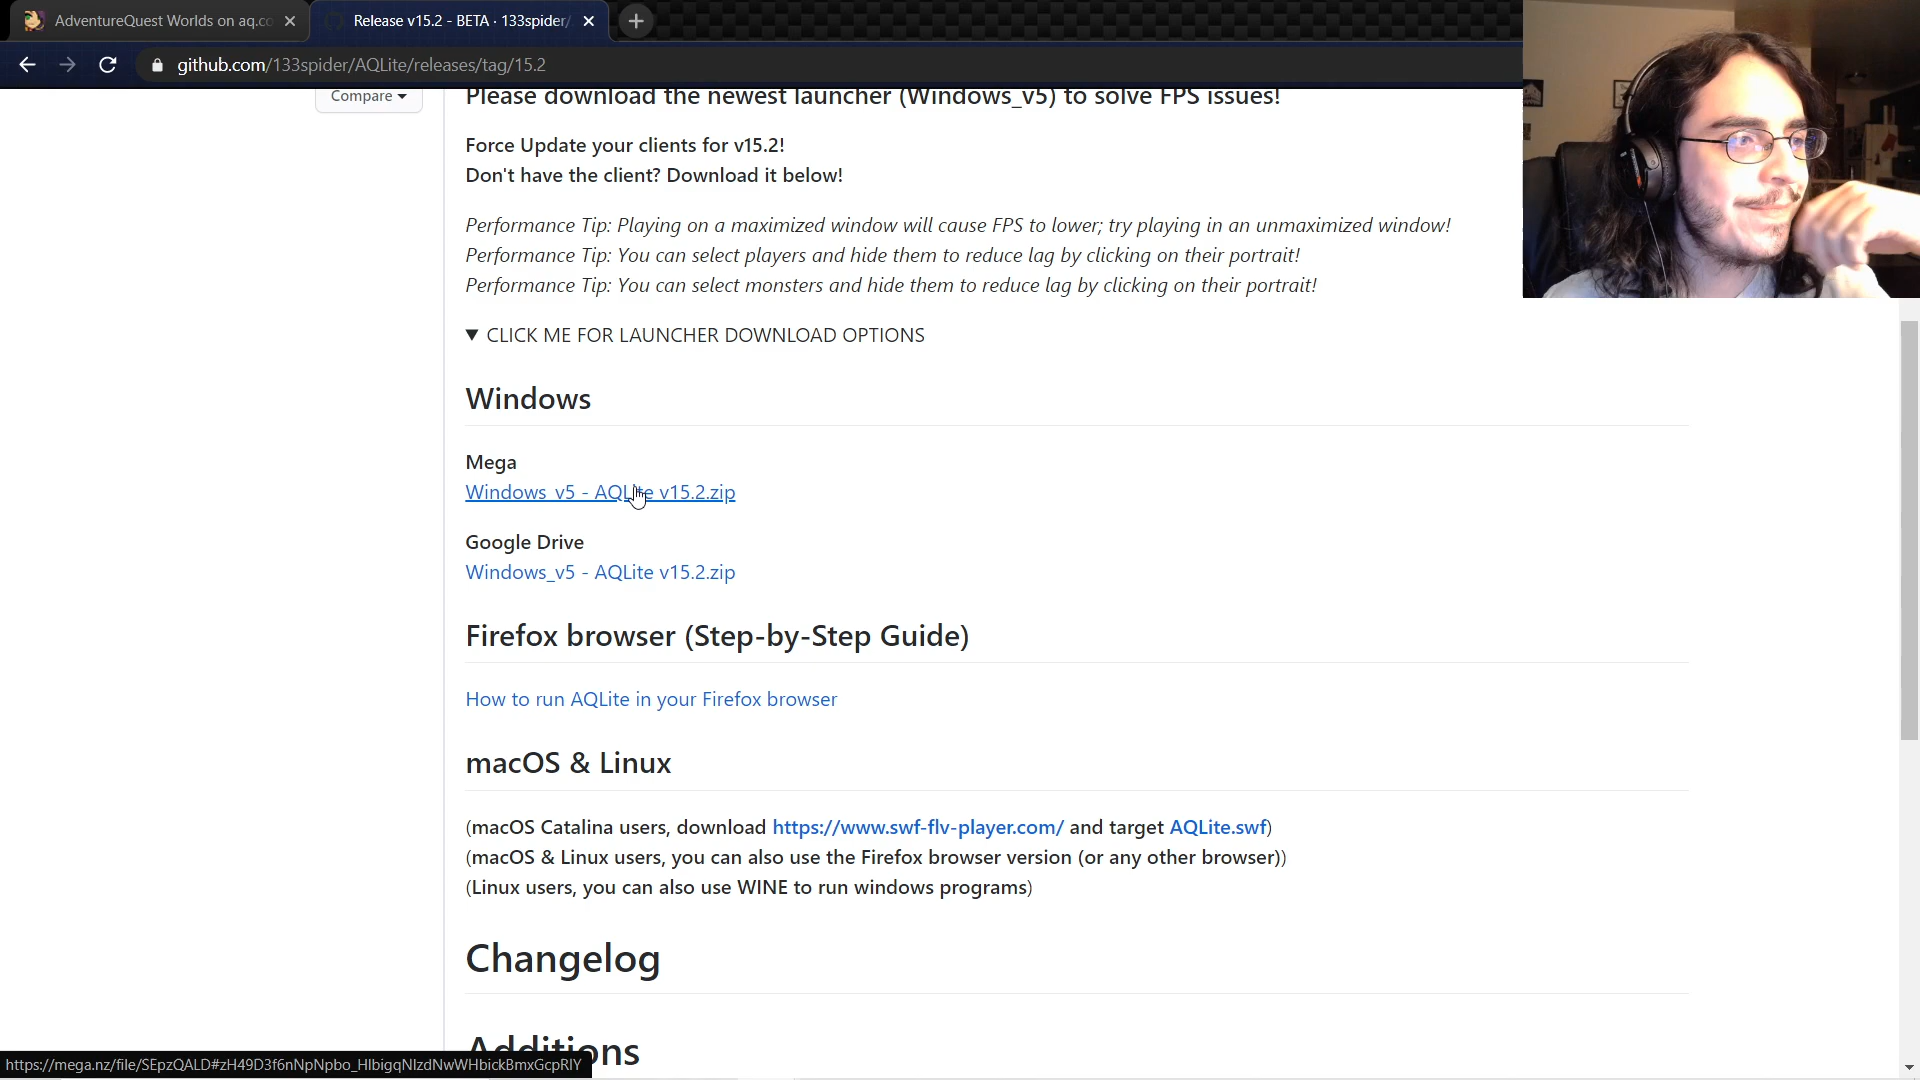 AdventureQuest Worlds on aq.co
Release v15.2 - BETA · 133spider/
github.com/133spider/AQLite/releases/tag/15.2
Compare
Please download the newest launcher (Windows_v5) to solve FPS issues!
Force Update your clients for v15.2!
Don't have the client? Download it below!
Performance Tip: Playing on a maximized window will cause FPS to lower; try playing in an unmaximized window!
Performance Tip: You can select players and hide them to reduce lag by clicking on their portrait!
Performance Tip: You can select monsters and hide them to reduce lag by clicking on their portrait!
▼ CLICK ME FOR LAUNCHER DOWNLOAD OPTIONS
Windows
Mega
Windows_v5 - AQLite v15.2.zip
Google Drive
Windows_v5 - AQLite v15.2.zip
Firefox browser (Step-by-Step Guide)
How to run AQLite in your Firefox browser
macOS & Linux
(macOS Catalina users, download https://www.swf-flv-player.com/ and target AQLite.swf)
(macOS & Linux users, you can also use the Firefox browser version (or any other browser))
(Linux users, you can also use WINE to run windows programs)
Changelog
Additions
https://mega.nz/file/SEpzQALD#zH49D3f6nNpNpbo_HlbigqNlzdNwWHbickBmxGcpRlY